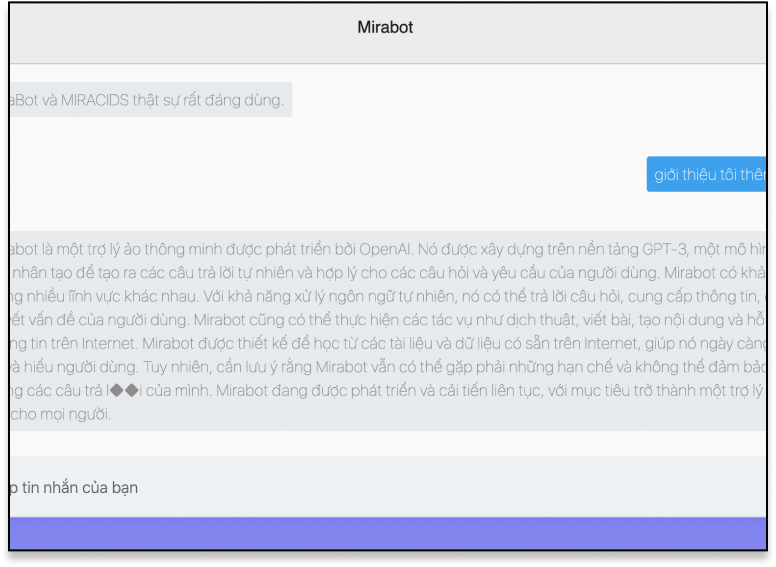 Mirabot
aBot và MIRACIDS thật sự rất đáng dùng.
giới thiệu tôi
abot là một trợ lý ảo thông minh được phát triển bởi OpenAI. Nó được xây dựng trên nền tảng GPT-3, một mô
nhân tạo để tạo ra các câu trả lời tự nhiên và hợp lý cho các câu hỏi và yêu cầu của người dùng. Mirabot có
nhiều lĩnh vực khác nhau. Với khả năng xử lý ngôn ngữ tự nhiên, nó có thể trả lời câu hỏi, cung cấp thông tin,
vấn đề của người dùng. Mirabot cũng có thể thực hiện các tác vụ như dịch thuật, viết bài, tạo nội dung và hỗ
tin trên Internet. Mirabot được thiết kế để học từ các tài liệu và dữ liệu có sẵn trên Internet, giúp nó ngày càng
và hiểu người dùng. Tuy nhiên, cần lưu ý rằng Mirabot vẫn có thể gặp phải những hạn chế và không thể đảm
các câu trả l��i của mình. Mirabot đang được phát triển và cải tiến liên tục, với mục tiêu trở thành một trợ lý
cho mọi người.
p tin nhắn của bạn